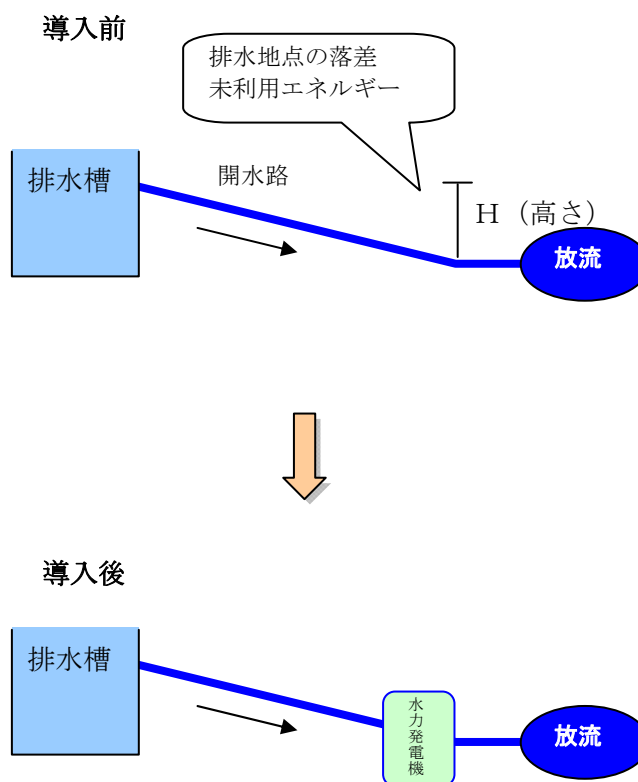 導入前
排水地点の落差
未利用エネルギー
排水槽
開水路
H（高さ）
放流
導入後
排水槽
水力発電機
放流